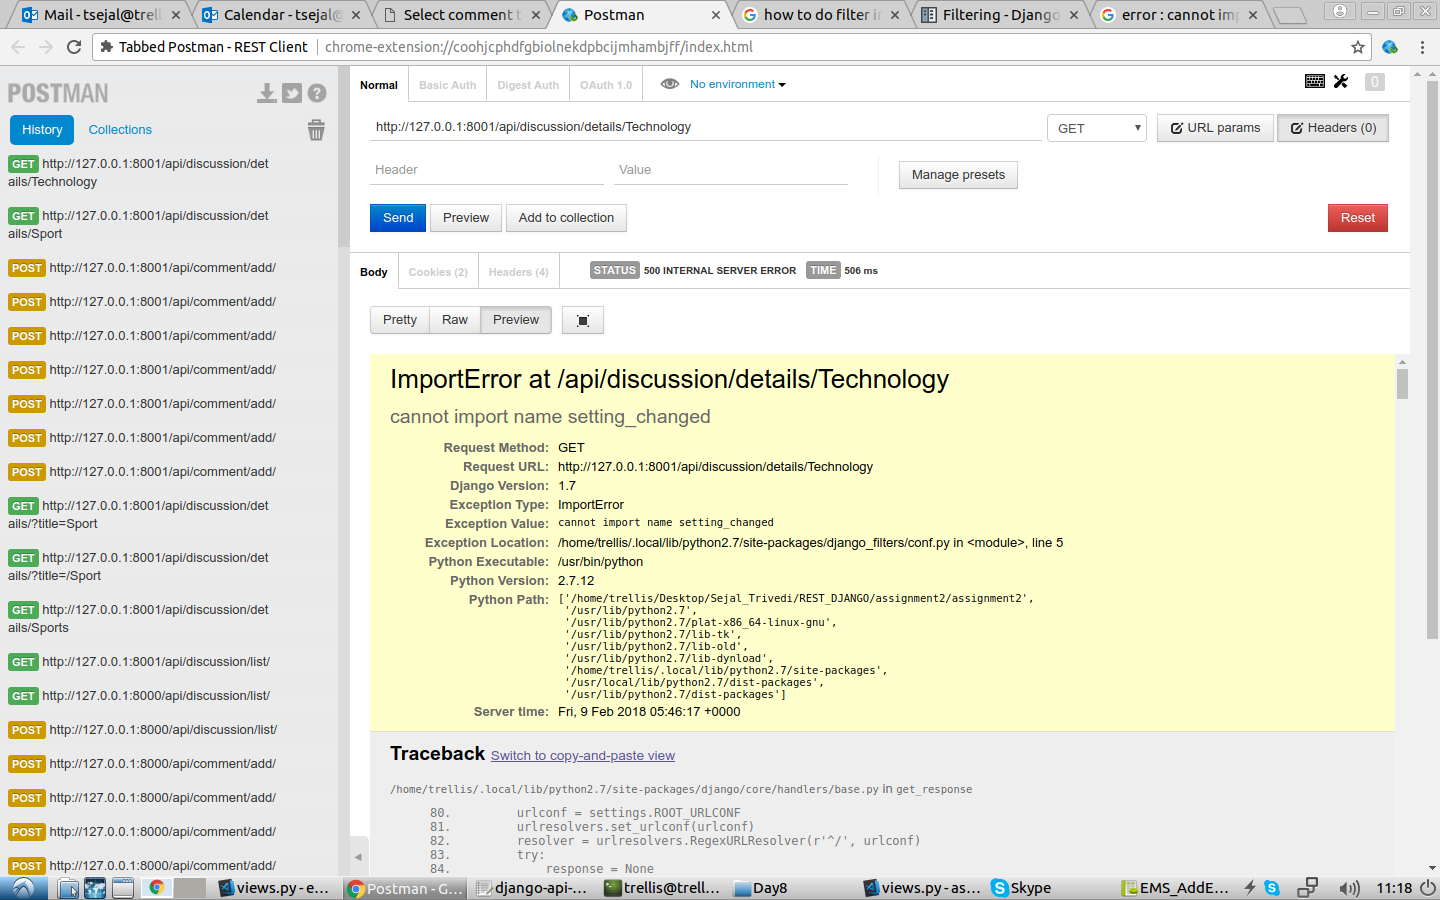 Mail - tsejal@trell
Calendar - tsejal@
Select comment t
Postman
how to do filter in
Filtering - Django
error : cannot imp
Tabbed Postman - REST Client
chrome-extension://coohjcphdfgbiolnekdpbcijmhambjff/index.html
POSTMAN
History
Collections
GET http://127.0.0.1:8001/api/discussion/det
ails/Technology
GET http://127.0.0.1:8001/api/discussion/det
ails/Sport
POST http://127.0.0.1:8001/api/comment/add/
POST http://127.0.0.1:8001/api/comment/add/
POST http://127.0.0.1:8001/api/comment/add/
POST http://127.0.0.1:8001/api/comment/add/
POST http://127.0.0.1:8001/api/comment/add/
POST http://127.0.0.1:8001/api/comment/add/
POST http://127.0.0.1:8001/api/comment/add/
GET http://127.0.0.1:8001/api/discussion/det
ails/?title=Sport
GET http://127.0.0.1:8001/api/discussion/det
ails/?title=/Sport
GET http://127.0.0.1:8001/api/discussion/det
ails/Sports
GET http://127.0.0.1:8001/api/discussion/list/
GET http://127.0.0.1:8000/api/discussion/list/
POST http://127.0.0.1:8000/api/discussion/list/
POST http://127.0.0.1:8000/api/comment/add/
POST http://127.0.0.1:8000/api/comment/add/
POST http://127.0.0.1:8000/api/comment/add/
POST http://127.0.0.1:8000/api/comment/add/
Normal
Basic Auth
Digest Auth
OAuth 1.0
No environment
0
http://127.0.0.1:8001/api/discussion/details/Technology
GET
URL params
Headers (0)
Header
Value
Manage presets
Send
Preview
Add to collection
Reset
Body
Cookies (2)
Headers (4)
STATUS 500 INTERNAL SERVER ERROR
TIME 506 ms
Pretty
Raw
Preview
ImportError at /api/discussion/details/Technology
cannot import name setting_changed
Request Method: GET
Request URL: http://127.0.0.1:8001/api/discussion/details/Technology
Django Version: 1.7
Exception Type: ImportError
Exception Value: cannot import name setting_changed
Exception Location: /home/trellis/.local/lib/python2.7/site-packages/django_filters/conf.py in <module>, line 5
Python Executable: /usr/bin/python
Python Version: 2.7.12
Python Path: ['/home/trellis/Desktop/Sejal_Trivedi/REST_DJANGO/assignment2/assignment2',
'/usr/lib/python2.7',
'/usr/lib/python2.7/plat-x86_64-linux-gnu',
'/usr/lib/python2.7/lib-tk',
'/usr/lib/python2.7/lib-old',
'/usr/lib/python2.7/lib-dynload',
'/home/trellis/.local/lib/python2.7/site-packages',
'/usr/local/lib/python2.7/dist-packages',
'/usr/lib/python2.7/dist-packages']
Server time: Fri, 9 Feb 2018 05:46:17 +0000
Traceback Switch to copy-and-paste view
/home/trellis/.local/lib/python2.7/site-packages/django/core/handlers/base.py in get_response
80. urlconf = settings.ROOT_URLCONF
81. urlresolvers.set_urlconf(urlconf)
82. resolver = urlresolvers.RegexURLResolver(r'^/', urlconf)
83. try:
84. response = None
views.py - e...
Postman - G...
django-api-...
trellis@trell...
Day8
views.py - as...
Skype
EMS_AddE...
11:18